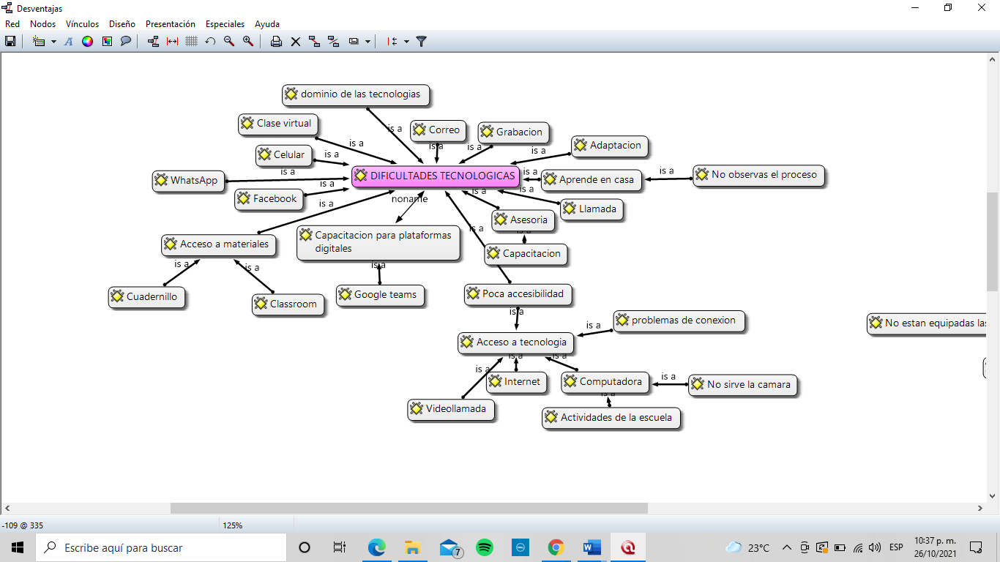 Desventajas
Red Nodos Vínculos Diseño Presentación Especiales Ayuda
dominio de las tecnologias
Clase virtual
is a
Correo
Grabacion
is a
is a
is a
Adaptacion
Celular
is a
is a
WhatsApp
is a
DIFICULTADES TECNOLOGICAS
is a
Aprende en casa
is a
No observas el proceso
is a
Facebook
is a
is a
is a
noname
Llamada
Asesoria
is a
Acceso a materiales
Capacitacion para plataformas
digitales
is a
Capacitacion
is a
is a
is a
Cuadernillo
Classroom
Google teams
Poca accesibilidad
is a
problemas de conexion
is a
No estan equipadas las
Acceso a tecnologia
is a
is a
is a
Internet
Computadora
is a
No sirve la camara
is a
Videollamada
Actividades de la escuela
-109 @ 335
125%
Escribe aquí para buscar
7
DELL
W
23°C
ESP
10:37 p. m.
26/10/2021